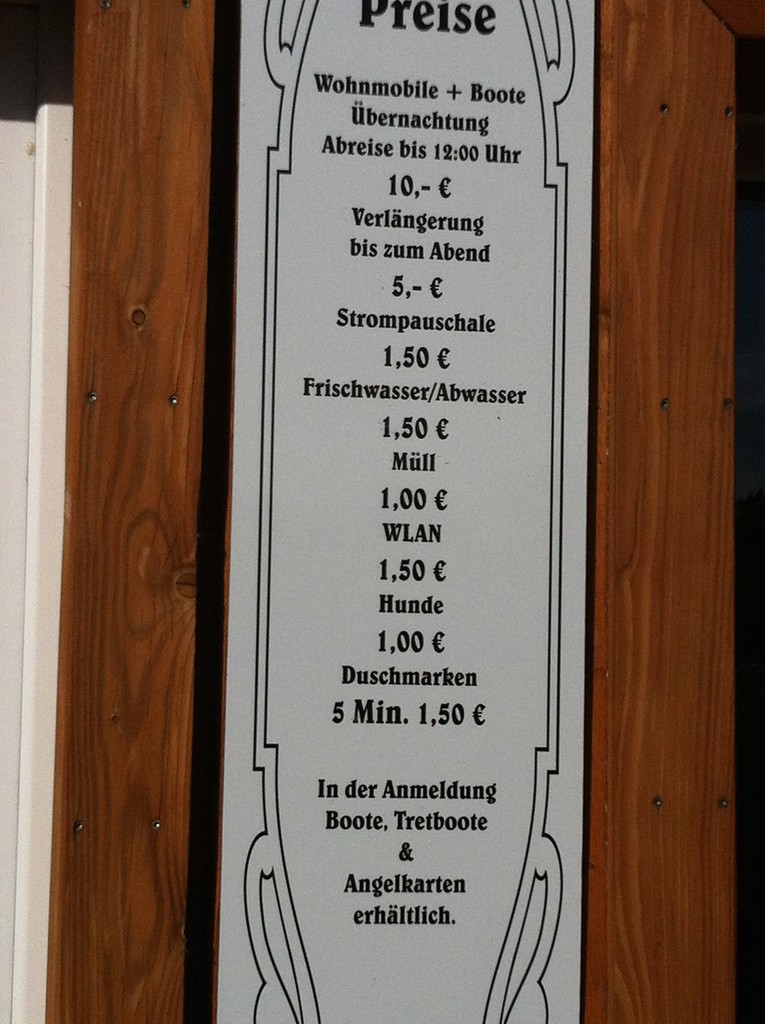 Preise
Wohnmobile + Boote
Übernachtung
Abreise bis 12:00 Uhr
10,- €
Verlängerung
bis zum Abend
5,- €
Strompauschale
1,50 €
Frischwasser/Abwasser
1,50 €
Müll
1,00 €
WLAN
1,50 €
Hunde
1,00 €
Duschmarken
5 Min. 1,50 €
In der Anmeldung
Boote, Tretboote
&
Angelkarten
erhältlich.